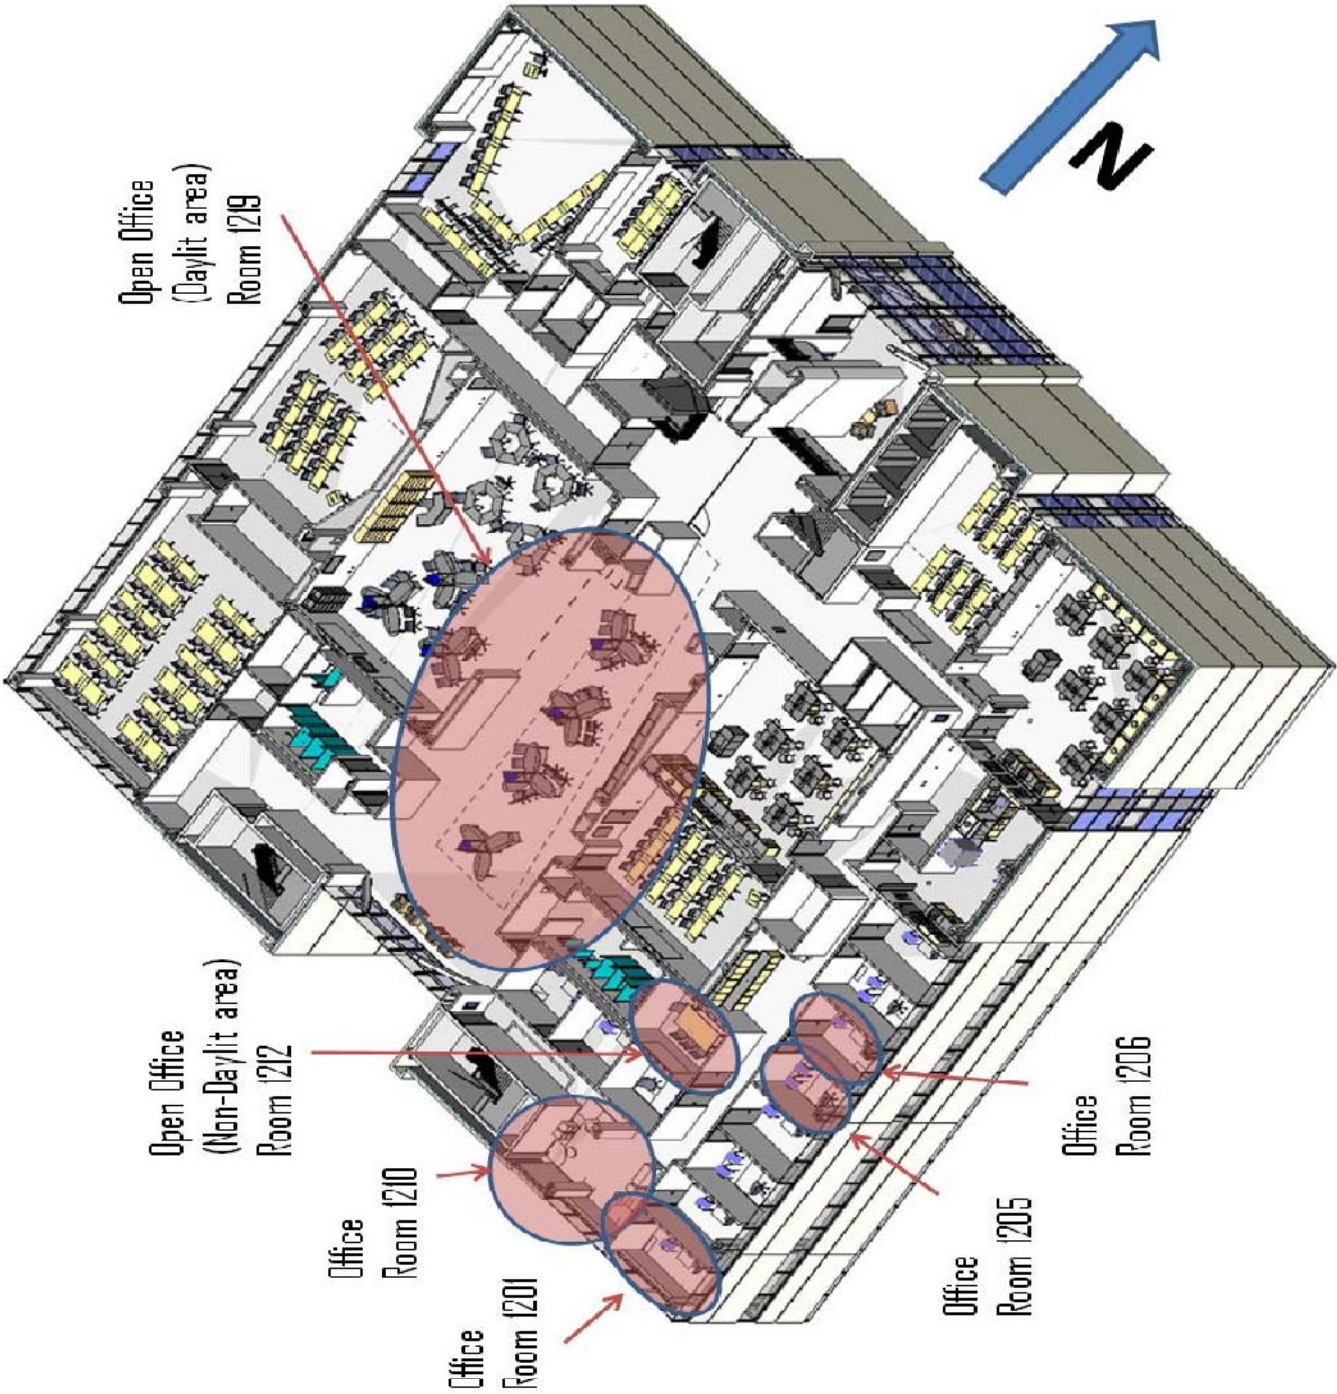 Open Office
(Daylit area)
Room 1219
Open Office
(Non-Daylit area)
Room 1212
Office
Room 1210
Office
Room 1201
Office
Room 1205
Office
Room 1206
N